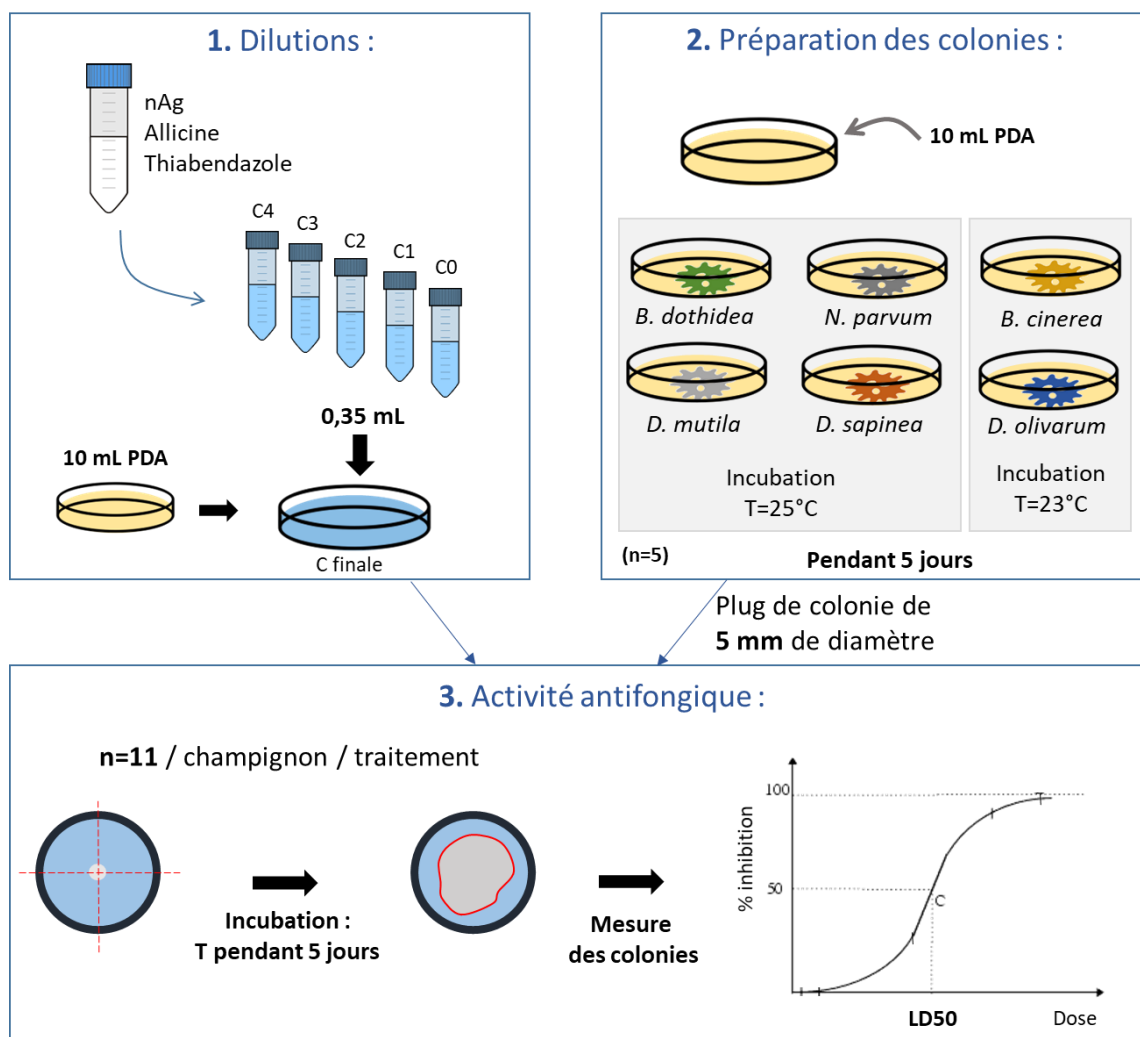 1. Dilutions :
nAg
Allicine
Thiabendazole
C4
C3
C2
C1
C0
0,35 mL
10 mL PDA
C finale
2. Préparation des colonies :
10 mL PDA
B. dothidea
N. parvum
B. cinerea
D. mutila
D. sapinea
D. olivarum
Incubation
T=25°C
Incubation
T=23°C
(n=5)
Pendant 5 jours
Plug de colonie de
5 mm de diamètre
3. Activité antifongique :
n=11 / champignon / traitement
Incubation :
T pendant 5 jours
Mesure
des colonies
% inhibition
100
50
C
LD50
Dose